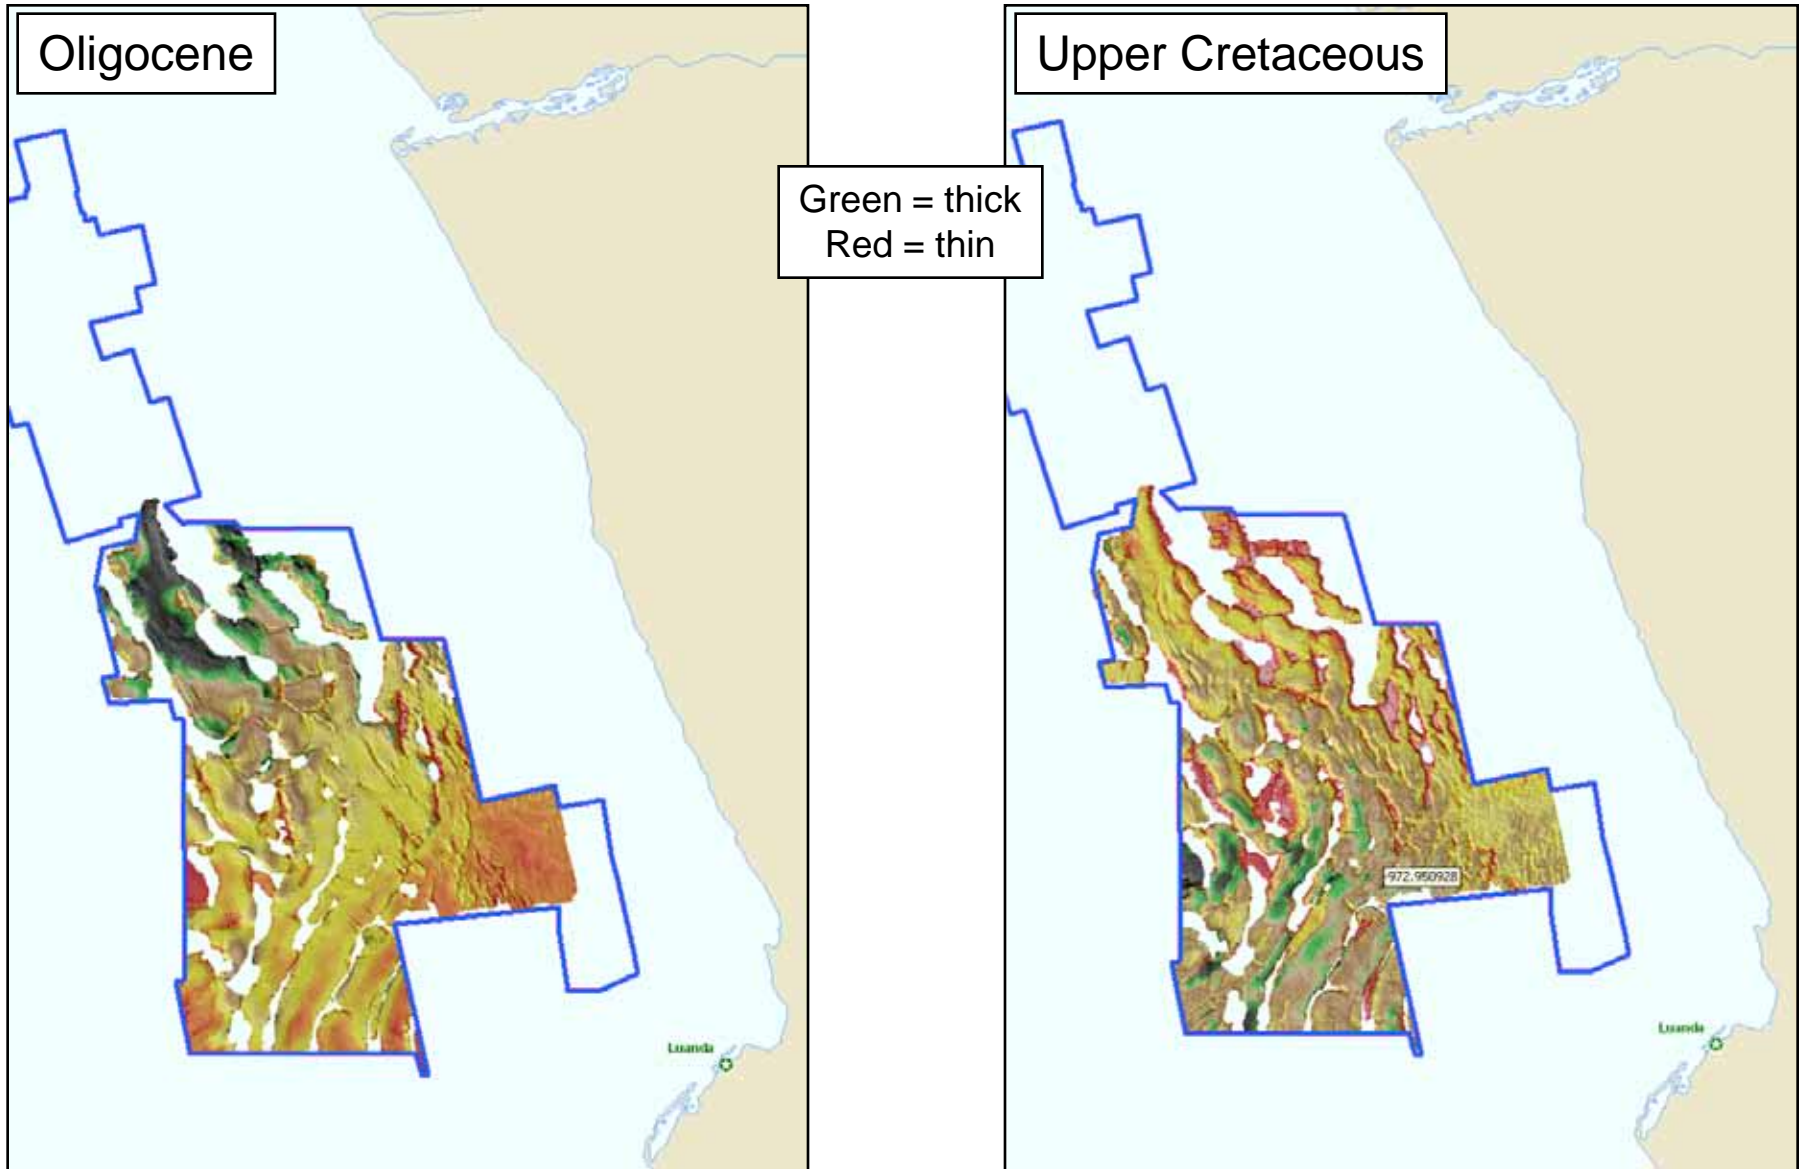 Oligocene
Upper Cretaceous
Green = thick
Red = thin
-972.950928
Luanda
Luanda